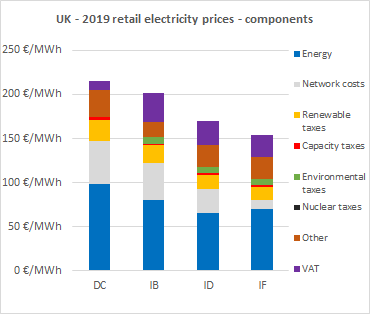 UK - 2019 retail electricity prices - components
250 €/MWh
200 €/MWh
150 €/MWh
100 €/MWh
50 €/MWh
0 €/MWh
DC
IB
ID
IF
Energy
Network costs
Renewable
taxes
Capacity taxes
Environmental
taxes
Nuclear taxes
Other
VAT